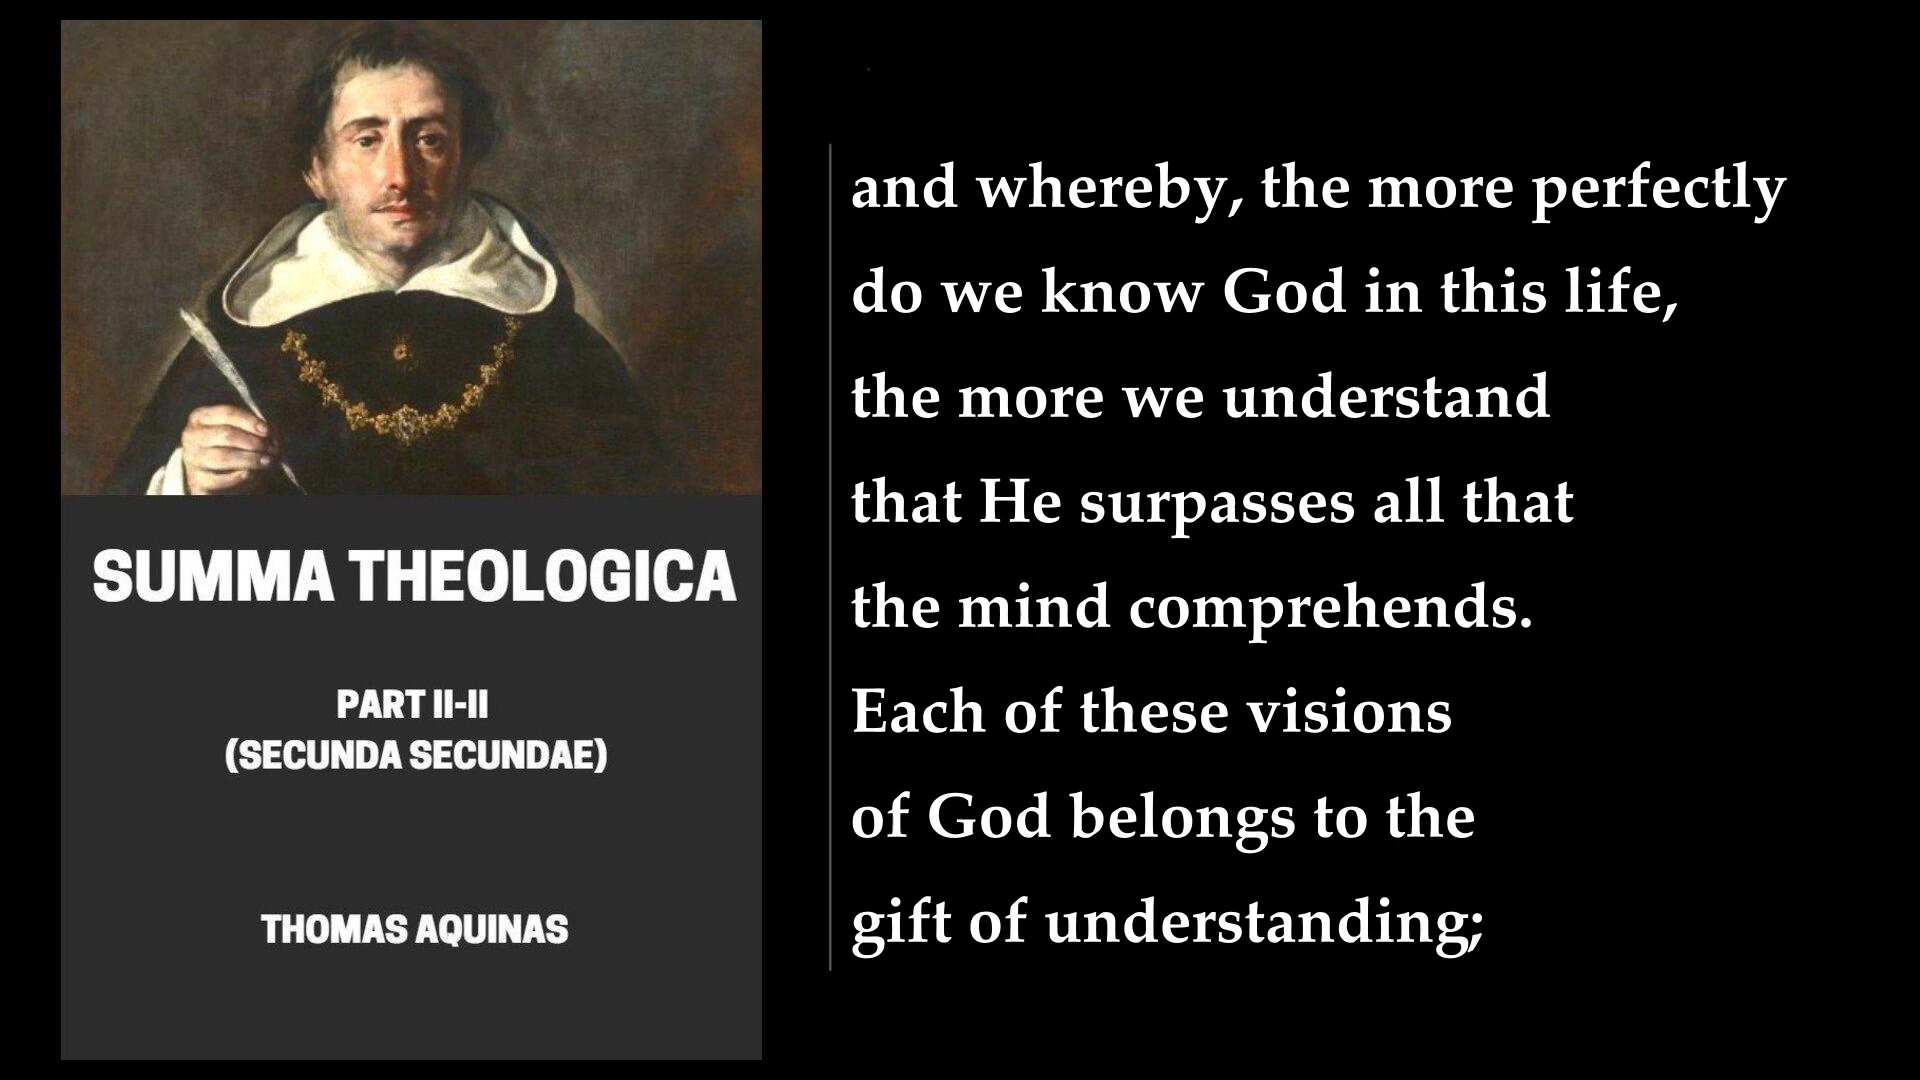 SUMMA THEOLOGICA
PART II-II
(SECUNDA SECUNDAE)
THOMAS AQUINAS
and whereby, the more perfectly
do we know God in this life,
the more we understand
that He surpasses all that
the mind comprehends.
Each of these visions
of God belongs to the
gift of understanding;